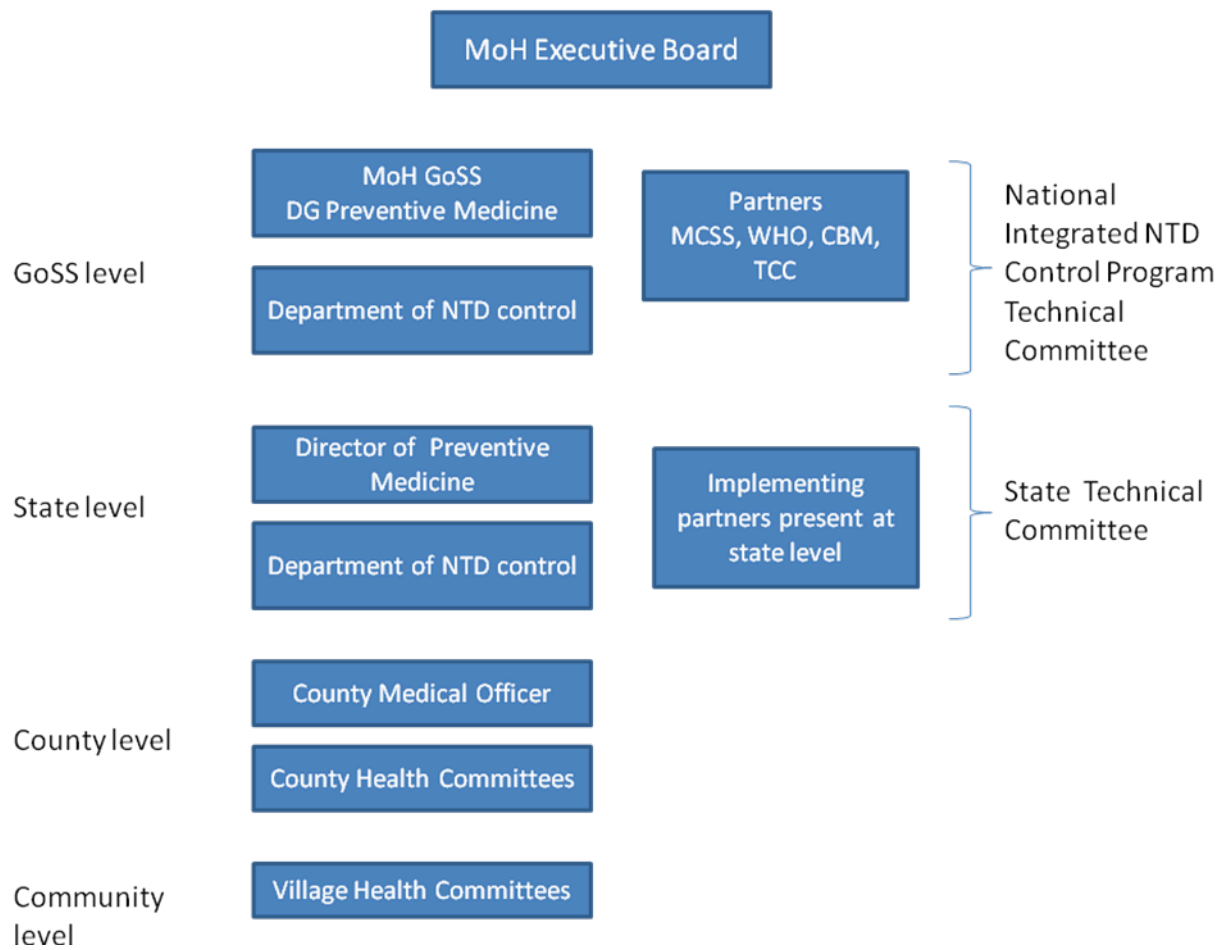 MoH Executive Board
GoSS level
MoH GoSS
DG Preventive Medicine
Department of NTD control
Partners
MCSS, WHO, CBM,
TCC
National
Integrated NTD
Control Program
Technical
Committee
State level
Director of Preventive
Medicine
Department of NTD control
Implementing
partners present at
state level
State Technical
Committee
County level
County Medical Officer
County Health Committees
Community
level
Village Health Committees